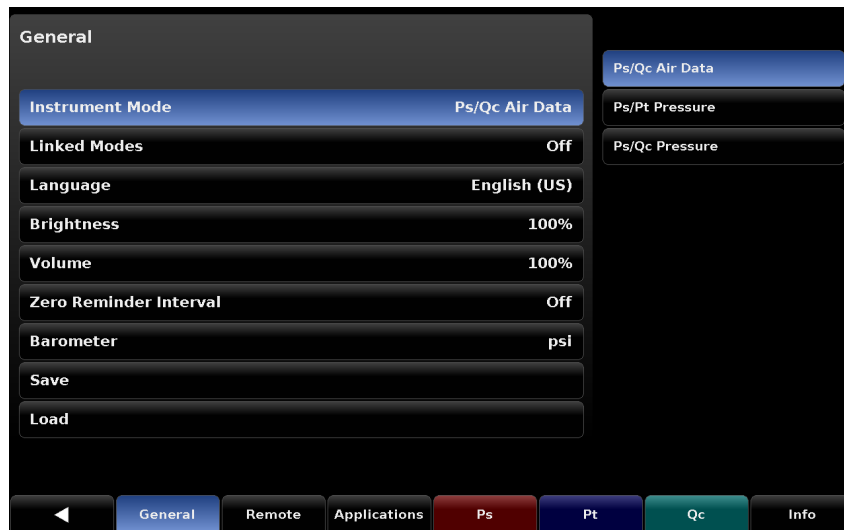 General
Instrument Mode Ps/Qc Air Data
Linked Modes Off
Language English (US)
Brightness 100%
Volume 100%
Zero Reminder Interval Off
Barometer psi
Save
Load
Ps/Qc Air Data
Ps/Pt Pressure
Ps/Qc Pressure
General Remote Applications Ps Pt Qc Info